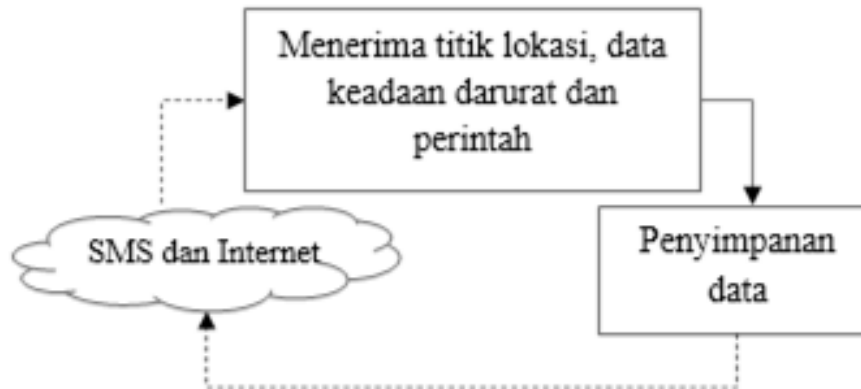 Menerima titik lokasi, data
keadaan darurat dan
perintah
SMS dan Internet
Penyimpanan
data